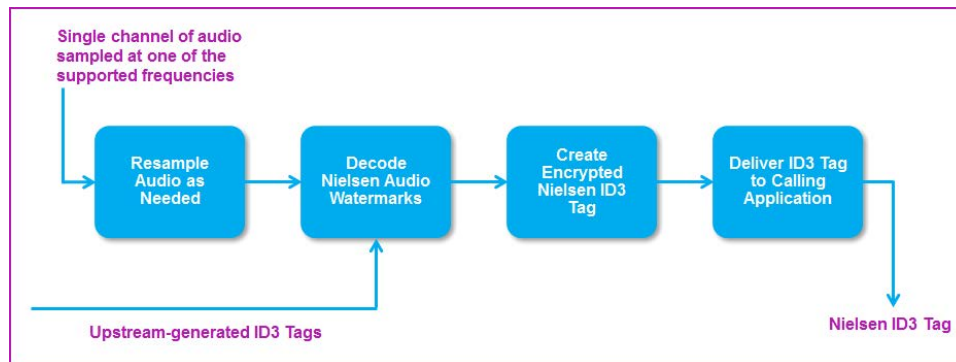 Single channel of audio
sampled at one of the
supported frequencies
Resample
Audio as
Needed
Decode
Nielsen Audio
Watermarks
Create
Encrypted
Nielsen ID3
Tag
Deliver ID3 Tag
to Calling
Application
Upstream-generated ID3 Tags
Nielsen ID3 Tag